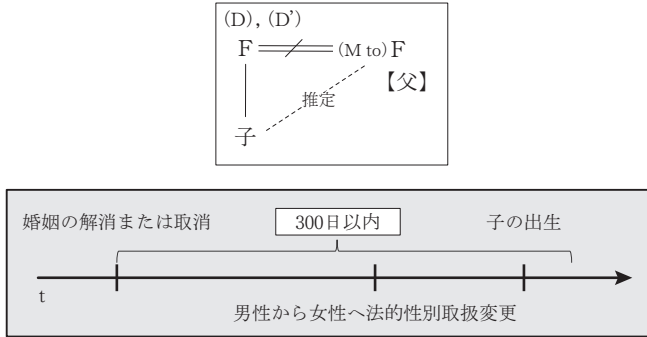 (D), (D’)
F (M to) F
【父】
推定
子
婚姻の解消または取消 300日以内 子の出生
t
男性から女性へ法的性別取扱変更